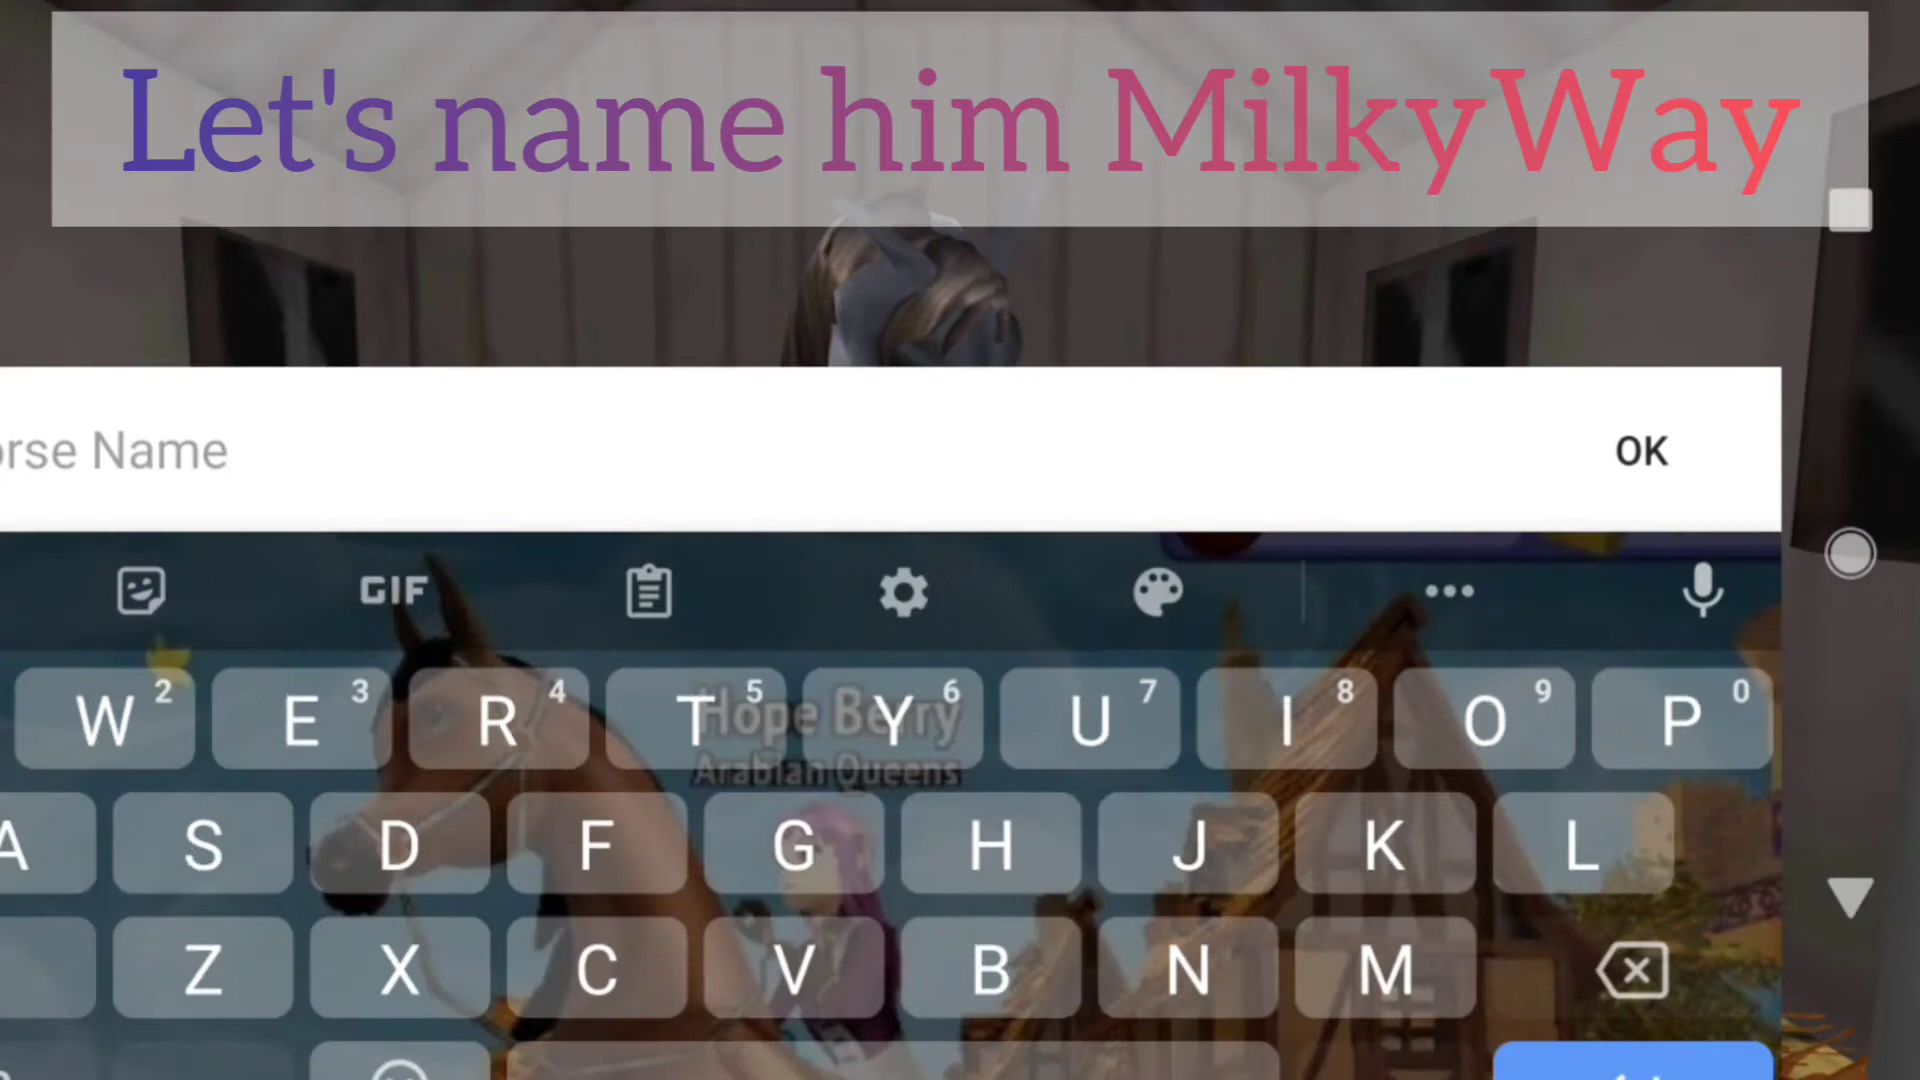 Let's name him MilkyWay
orse Name
OK
GIF
W 2 E 3 R 4 T 5 Y 6 U 7 I 8 O 9 P 0
Hope Berry
Arabian Queens
A S D F G H J K L
Z X C V B N M